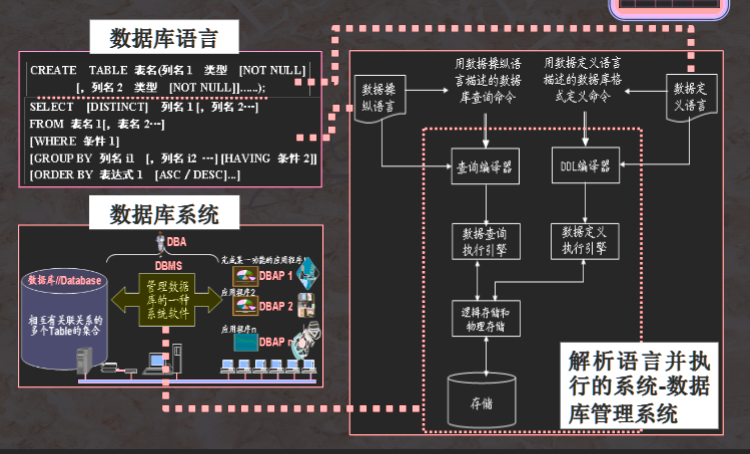 数据库语言
CREATE TABLE 表名(列名1 类型 [NOT NULL]
[, 列名2 类型 [NOT NULL]]......);
SELECT [DISTINCT] 列名1 [, 列名2…]
FROM 表名1[, 表名2…]
[WHERE 条件1]
[GROUP BY 列名i1 [, 列名i2 …] [HAVING 条件2]]
[ORDER BY 表达式1 [ASC / DESC]...]
数据库系统
DBA
DBMS
管理数据
库的一种
系统软件
数据库//Database
相互有关联关系的
多个Table的集合
完成某一功能的应用程序1
DBAP 1
应用程序2
DBAP 2
应用程序n
DBAP n
数据操
纵语言
用数据操纵语
言描述的数据
库查询命令
用数据定义语言
描述的数据库格
式定义命令
数据定
义语言
查询编译器
DDL编译器
数据查询
执行引擎
数据定义
执行引擎
逻辑存储和
物理存储
存储
解析语言并执
行的系统-数据
库管理系统